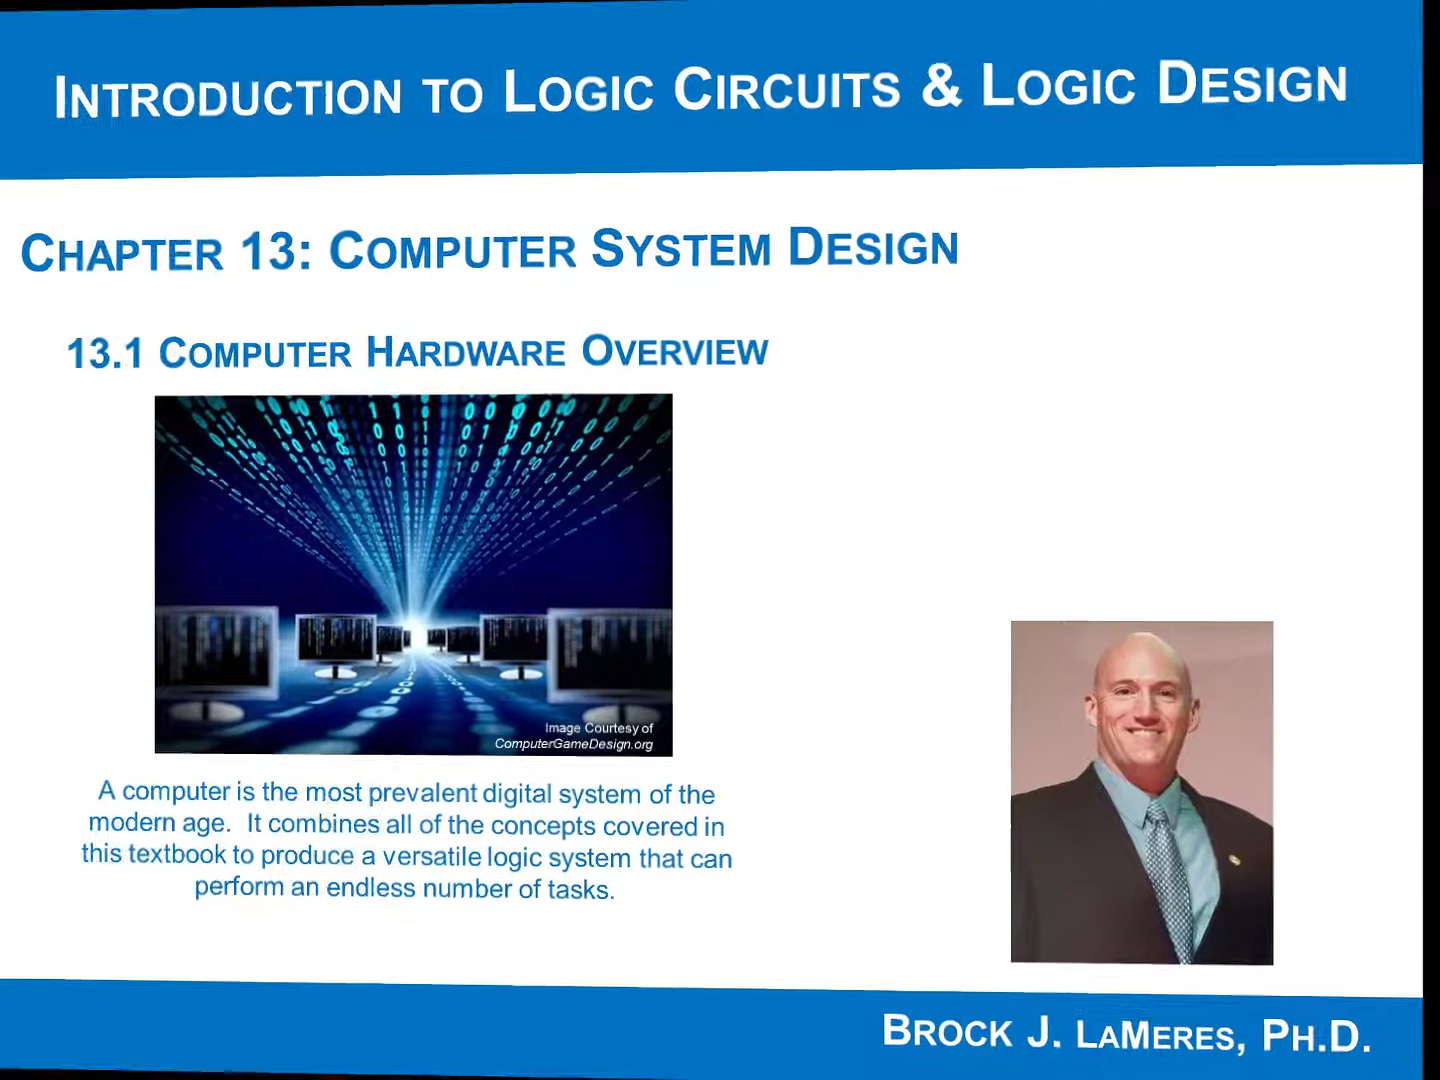 INTRODUCTION TO LOGIC CIRCUITS & LOGIC DESIGN
CHAPTER 13: COMPUTER SYSTEM DESIGN
13.1 COMPUTER HARDWARE OVERVIEW
Image Courtesy of
ComputerGameDesign.org
A computer is the most prevalent digital system of the
modern age. It combines all of the concepts covered in
this textbook to produce a versatile logic system that can
perform an endless number of tasks.
BROCK J. LAMERES, PH.D.